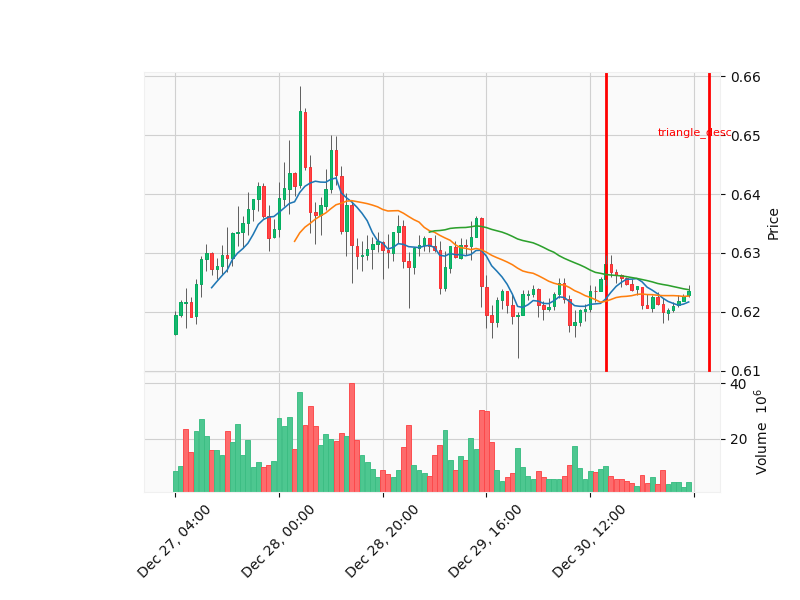 0.66
triangle_desc
0.65
0.64
0.63
0.62
0.61
Price
40
20
Volume 10^6
Dec 27, 04:00
Dec 28, 00:00
Dec 28, 20:00
Dec 29, 16:00
Dec 30, 12:00